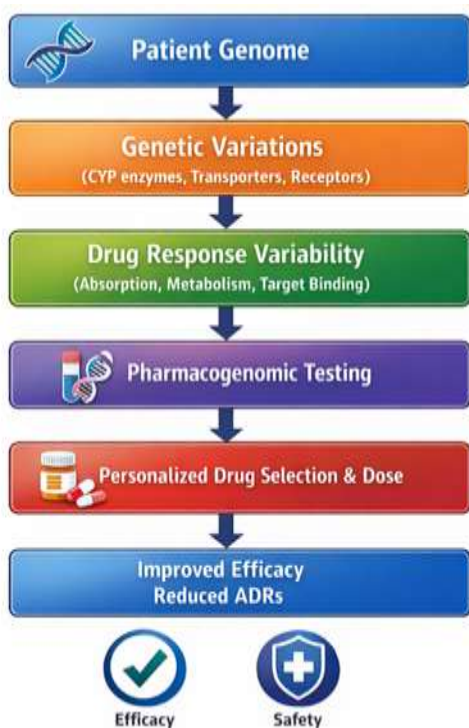 Patient Genome
Genetic Variations
(CYP enzymes, Transporters, Receptors)
Drug Response Variability
(Absorption, Metabolism, Target Binding)
Pharmacogenomic Testing
Personalized Drug Selection & Dose
Improved Efficacy
Reduced ADRs
Efficacy
Safety